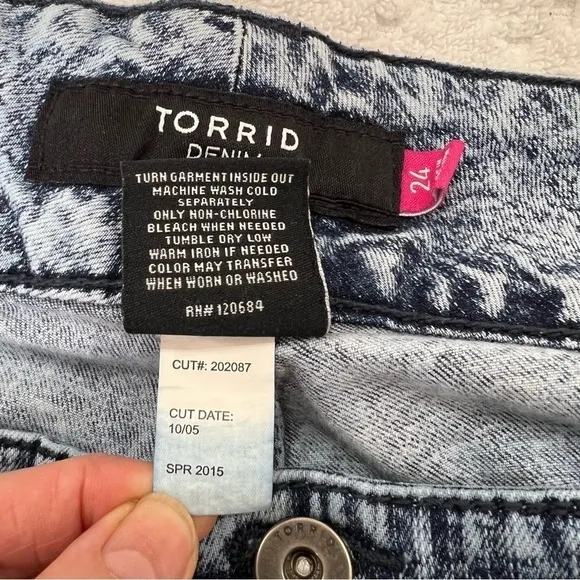 TORRID
DENIM
24
TURN GARMENT INSIDE OUT
MACHINE WASH COLD
SEPARATELY
ONLY NON-CHLORINE
BLEACH WHEN NEEDED
TUMBLE DRY LOW
WARM IRON IF NEEDED
COLOR MAY TRANSFER
WHEN WORN OR WASHED
RN# 120684
CUT#: 202087
CUT DATE:
10/05
SPR 2015
TORRID